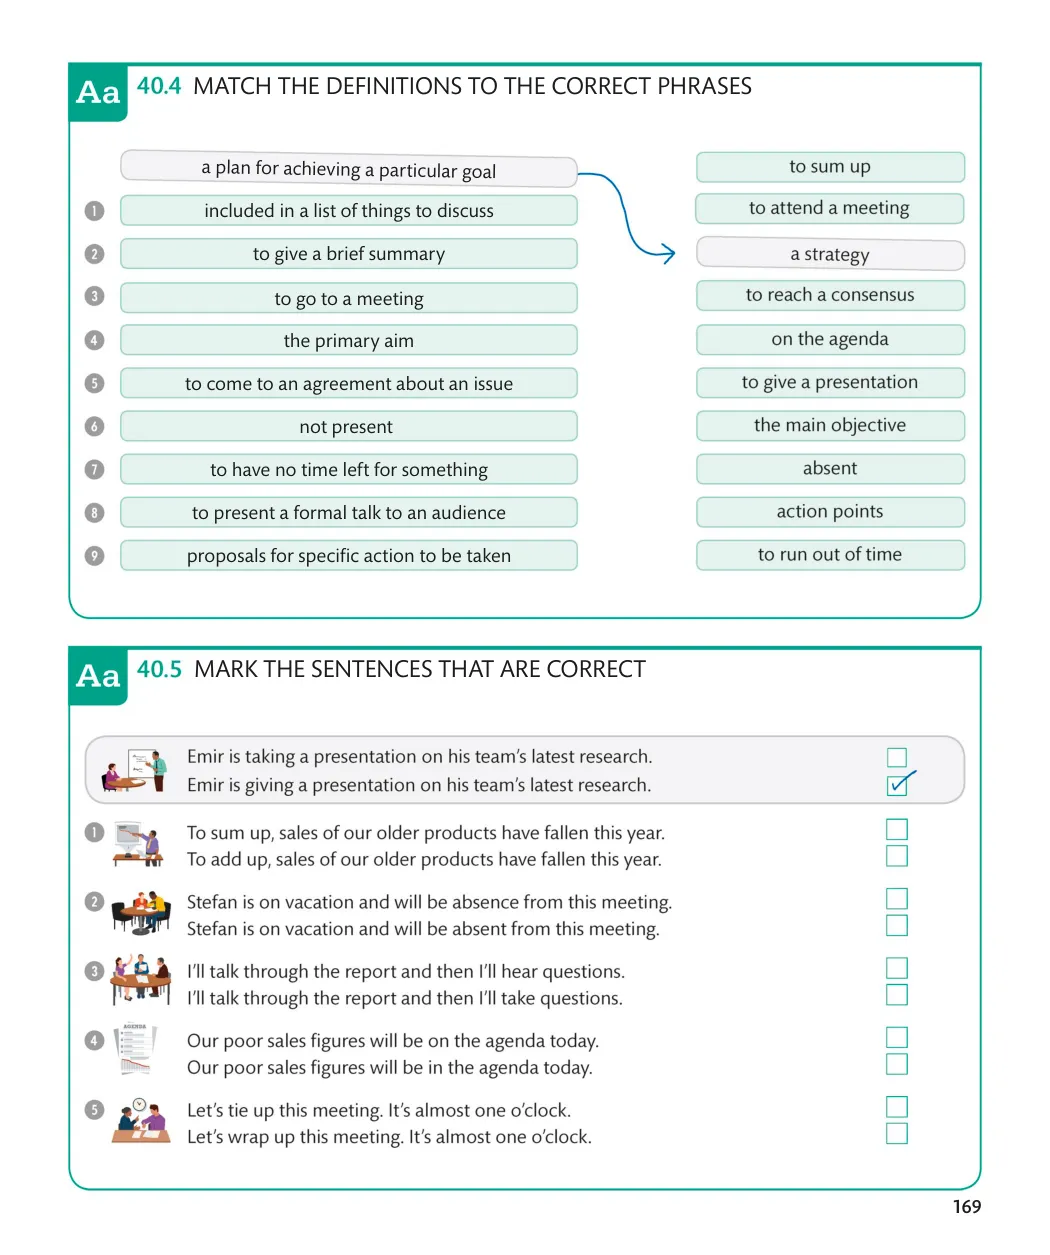 Aa 40.4 MATCH THE DEFINITIONS TO THE CORRECT PHRASES
a plan for achieving a particular goal
1 included in a list of things to discuss
2 to give a brief summary
3 to go to a meeting
4 the primary aim
5 to come to an agreement about an issue
6 not present
7 to have no time left for something
8 to present a formal talk to an audience
9 proposals for specific action to be taken
to sum up
to attend a meeting
a strategy
to reach a consensus
on the agenda
to give a presentation
the main objective
absent
action points
to run out of time
Aa 40.5 MARK THE SENTENCES THAT ARE CORRECT
Emir is taking a presentation on his team's latest research.
Emir is giving a presentation on his team's latest research.
1 To sum up, sales of our older products have fallen this year.
To add up, sales of our older products have fallen this year.
2 Stefan is on vacation and will be absence from this meeting.
Stefan is on vacation and will be absent from this meeting.
3 I'll talk through the report and then I'll hear questions.
I'll talk through the report and then I'll take questions.
AGENDA
4 Our poor sales figures will be on the agenda today.
Our poor sales figures will be in the agenda today.
5 Let's tie up this meeting. It's almost one o'clock.
Let's wrap up this meeting. It's almost one o'clock.
169